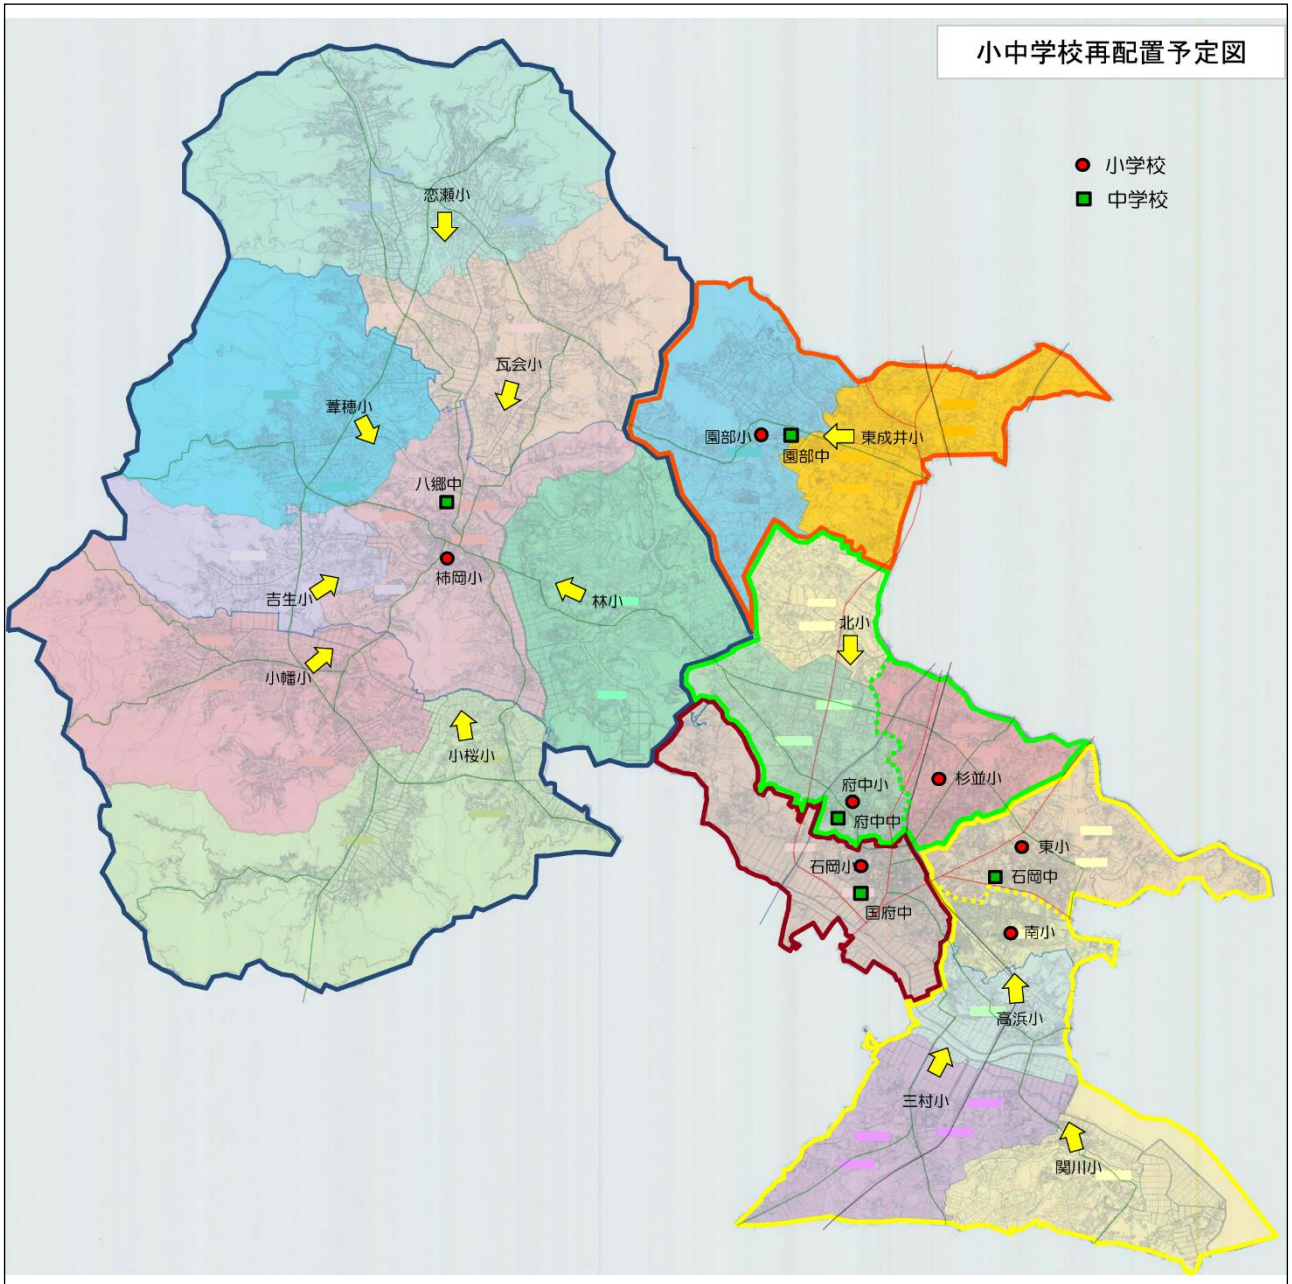 小中学校再配置予定図
小学校
中学校
恋瀬小
瓦会小
葦穂小
園部小
東成井小
園部中
八郷中
柿岡小
吉生小
林小
北小
小幡小
小桜小
杉並小
府中小
府中中
東小
石岡小
石岡中
国府中
南小
高浜小
三村小
関川小